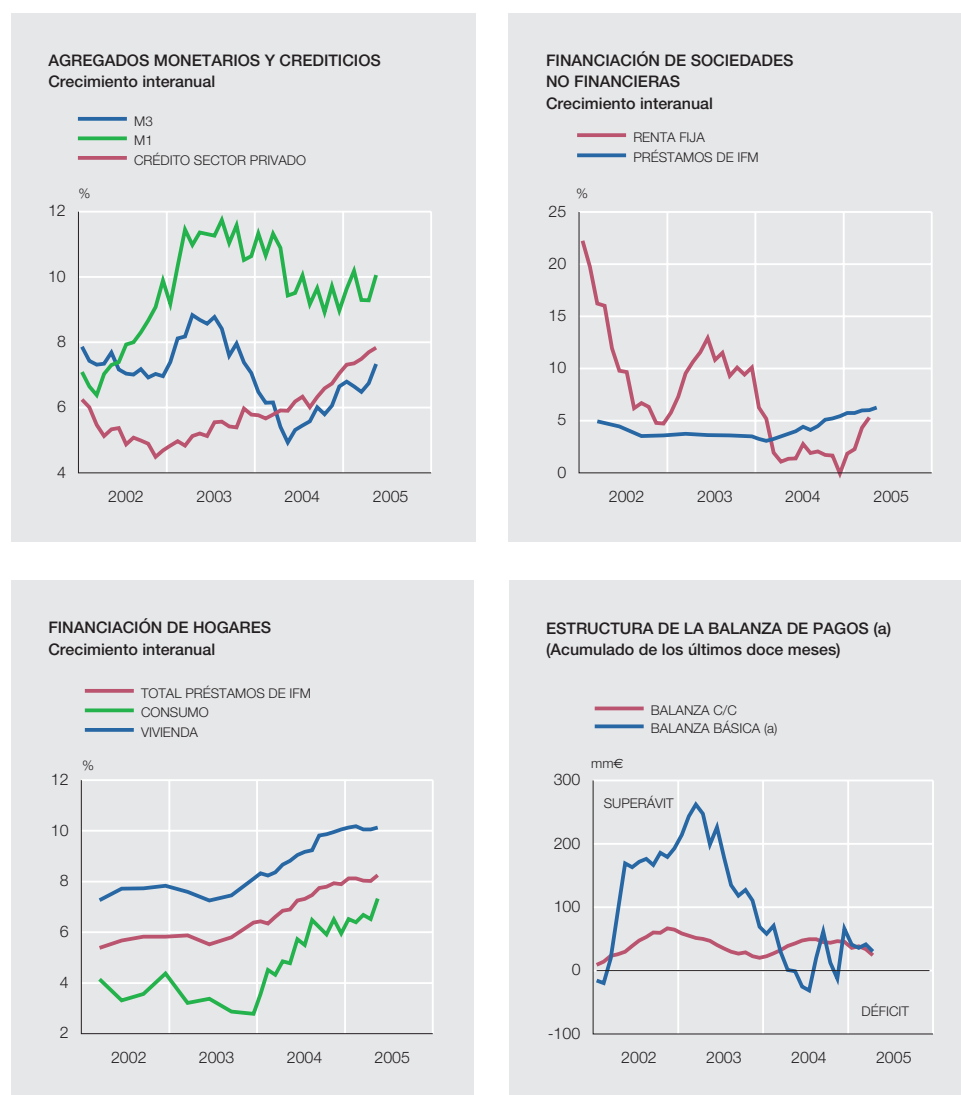 AGREGADOS MONETARIOS Y CREDITICIOS
Crecimiento interanual
M3
M1
CRÉDITO SECTOR PRIVADO
%
12
10
8
6
4
2002 2003 2004 2005
FINANCIACIÓN DE SOCIEDADES
NO FINANCIERAS
Crecimiento interanual
RENTA FIJA
PRÉSTAMOS DE IFM
%
25
20
15
10
5
0
2002 2003 2004 2005
FINANCIACIÓN DE HOGARES
Crecimiento interanual
TOTAL PRÉSTAMOS DE IFM
CONSUMO
VIVIENDA
%
12
10
8
6
4
2
2002 2003 2004 2005
ESTRUCTURA DE LA BALANZA DE PAGOS (a)
(Acumulado de los últimos doce meses)
BALANZA C/C
BALANZA BÁSICA (a)
mm€
300
SUPERÁVIT
200
100
0
DÉFICIT
-100
2002 2003 2004 2005